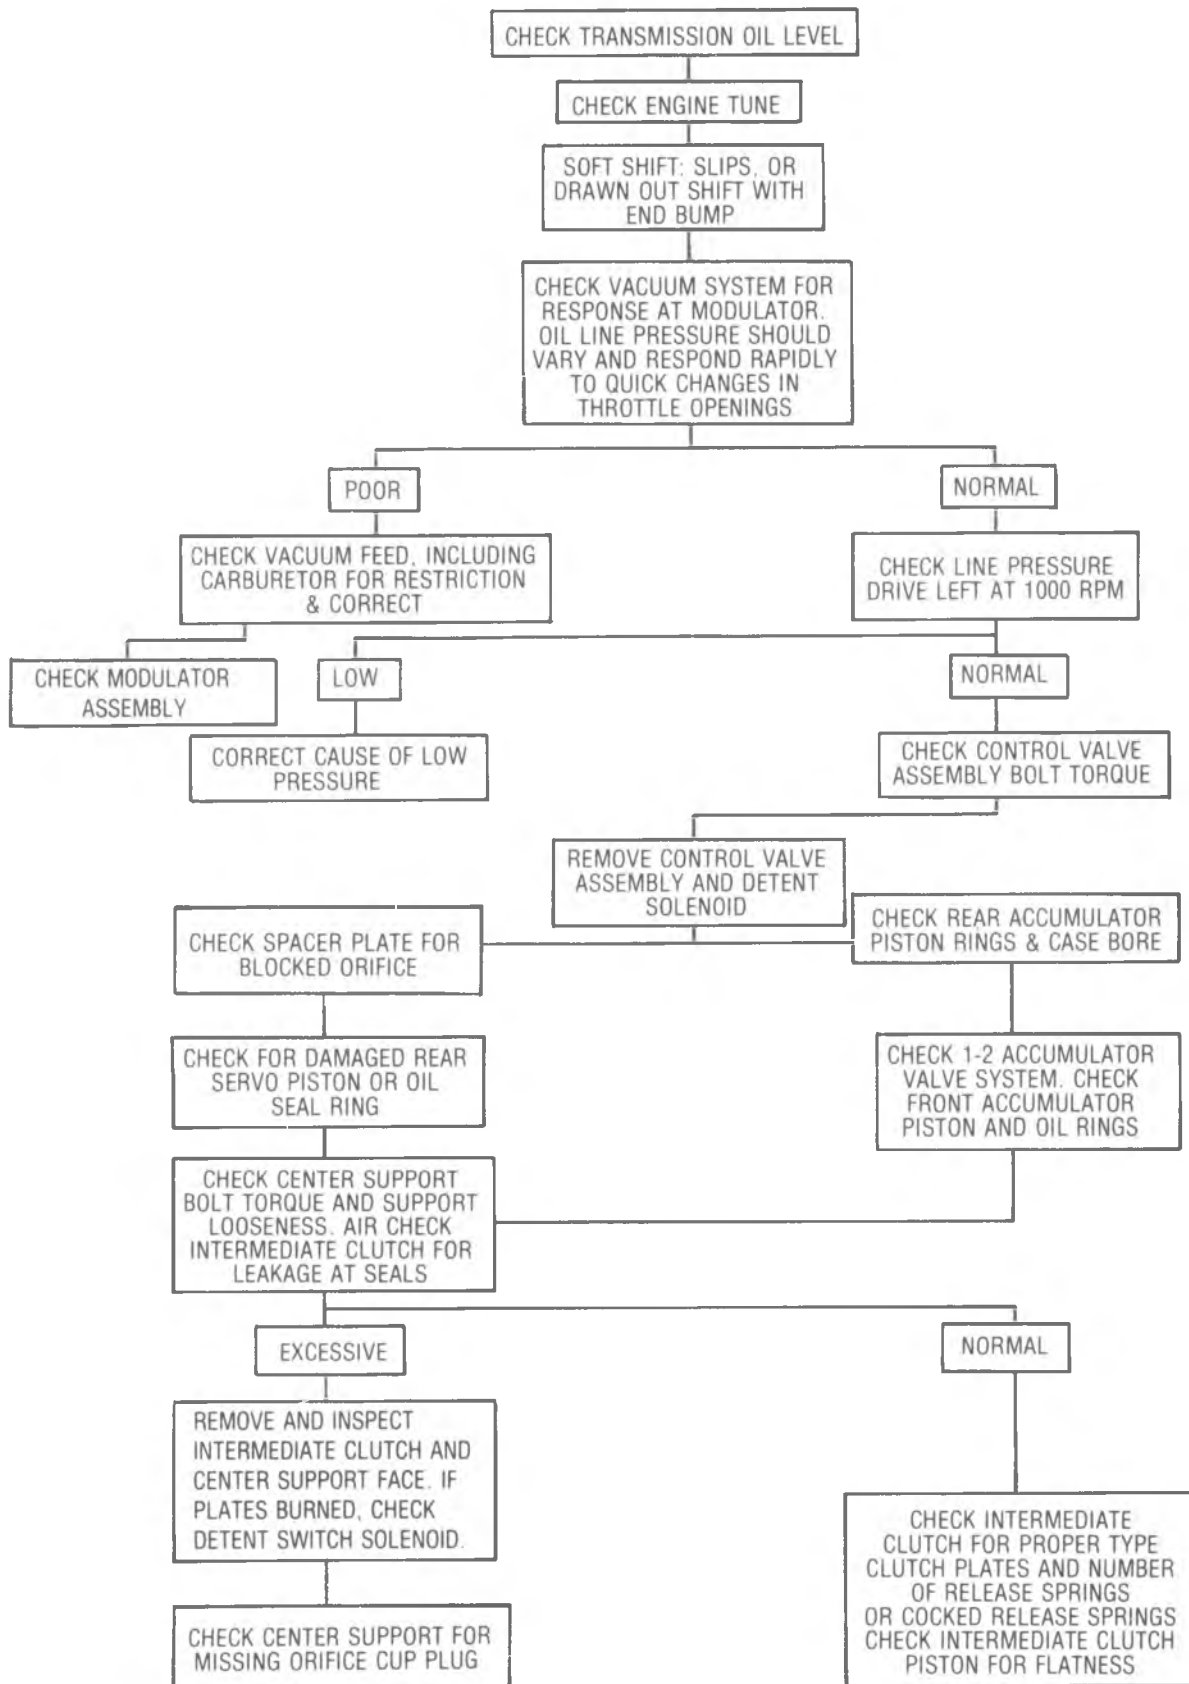 CHECK TRANSMISSION OIL LEVEL
CHECK ENGINE TUNE
SOFT SHIFT: SLIPS, OR
DRAWN OUT SHIFT WITH
END BUMP
CHECK VACUUM SYSTEM FOR
RESPONSE AT MODULATOR.
OIL LINE PRESSURE SHOULD
VARY AND RESPOND RAPIDLY
TO QUICK CHANGES IN
THROTTLE OPENINGS
POOR
NORMAL
CHECK VACUUM FEED, INCLUDING
CARBURETOR FOR RESTRICTION
& CORRECT
CHECK LINE PRESSURE
DRIVE LEFT AT 1000 RPM
CHECK MODULATOR
ASSEMBLY
LOW
NORMAL
CORRECT CAUSE OF LOW
PRESSURE
CHECK CONTROL VALVE
ASSEMBLY BOLT TORQUE
REMOVE CONTROL VALVE
ASSEMBLY AND DETENT
SOLENOID
CHECK SPACER PLATE FOR
BLOCKED ORIFICE
CHECK REAR ACCUMULATOR
PISTON RINGS & CASE BORE
CHECK FOR DAMAGED REAR
SERVO PISTON OR OIL
SEAL RING
CHECK 1-2 ACCUMULATOR
VALVE SYSTEM. CHECK
FRONT ACCUMULATOR
PISTON AND OIL RINGS
CHECK CENTER SUPPORT
BOLT TORQUE AND SUPPORT
LOOSENESS. AIR CHECK
INTERMEDIATE CLUTCH FOR
LEAKAGE AT SEALS
EXCESSIVE
NORMAL
REMOVE AND INSPECT
INTERMEDIATE CLUTCH AND
CENTER SUPPORT FACE. IF
PLATES BURNED, CHECK
DETENT SWITCH SOLENOID.
CHECK INTERMEDIATE
CLUTCH FOR PROPER TYPE
CLUTCH PLATES AND NUMBER
OF RELEASE SPRINGS
OR COCKED RELEASE SPRINGS
CHECK INTERMEDIATE CLUTCH
PISTON FOR FLATNESS
CHECK CENTER SUPPORT FOR
MISSING ORIFICE CUP PLUG